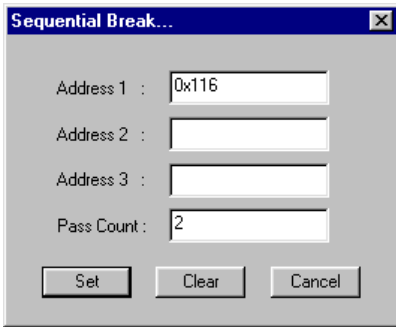 Sequential Break...
Address 1 : 0x116
Address 2 :
Address 3 :
Pass Count : 2
Set Clear Cancel